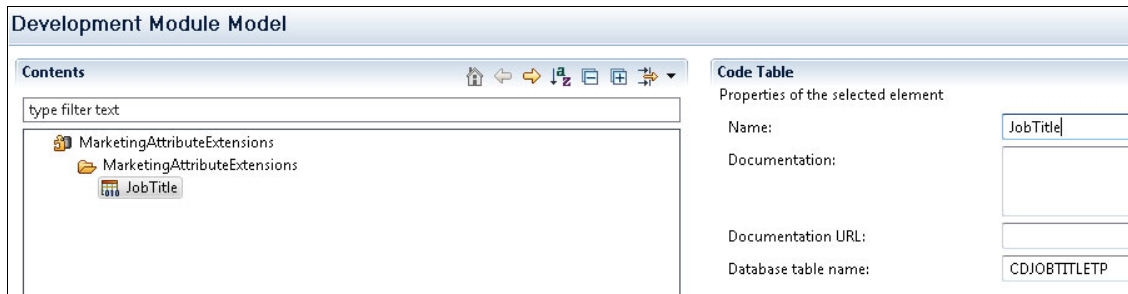 Development Module Model
Contents
type filter text
MarketingAttributeExtensions
MarketingAttributeExtensions
JobTitle
Code Table
Properties of the selected element
Name: JobTitle
Documentation:
Documentation URL:
Database table name: CDJOBTITLETP